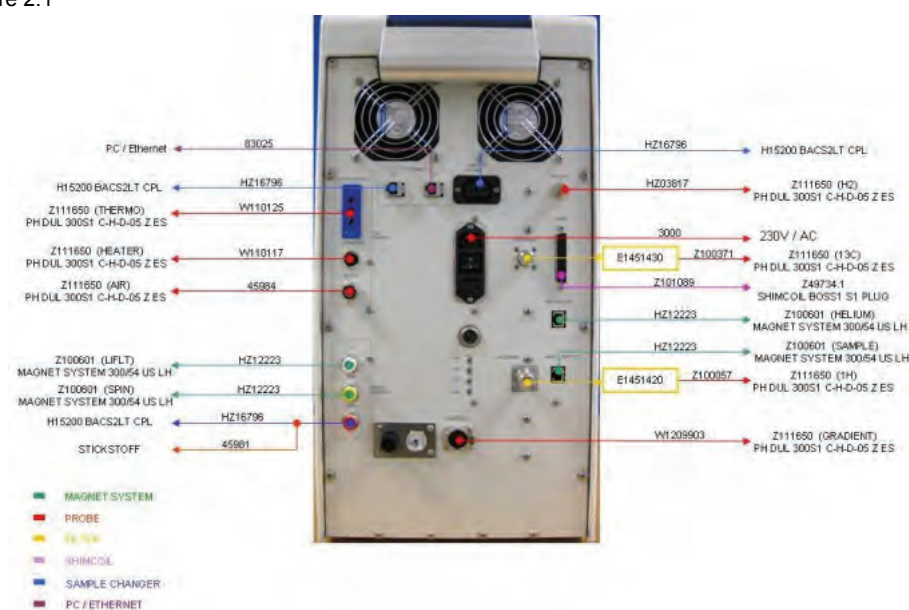 re 2.1
PC / Ethernet
83025
H15200 BACS2LT CPL
HZ16796
Z111650 (THERMO)
PH DUL 300S1 C-H-D-05 Z ES
W110125
Z111650 (HEATER)
PH DUL 300S1 C-H-D-05 Z ES
W110117
Z111650 (AIR)
PH DUL 300S1 C-H-D-05 Z ES
45984
Z100601 (LIFLT)
MAGNET SYSTEM 300/54 US LH
HZ12223
Z100601 (SPIN)
MAGNET SYSTEM 300/54 US LH
HZ12223
H15200 BACS2LT CPL
HZ16796
STICKSTOFF
45981
HZ16796
H15200 BACS2LT CPL
HZ03817
Z111650 (H2)
PH DUL 300S1 C-H-D-05 Z ES
3000
230V / AC
E1451430
Z100371
Z111650 (13C)
PH DUL 300S1 C-H-D-05 Z ES
Z101089
Z49734.1
SHIMCOIL BOSS1 S1 PLUG
HZ12223
Z100601 (HELIUM)
MAGNET SYSTEM 300/54 US LH
HZ12223
Z100601 (SAMPLE)
MAGNET SYSTEM 300/54 US LH
E1451420
Z100057
Z111650 (1H)
PH DUL 300S1 C-H-D-05 Z ES
W1209903
Z111650 (GRADIENT)
PH DUL 300S1 C-H-D-05 Z ES
MAGNET SYSTEM
PROBE
FILTER
SHIMCOIL
SAMPLE CHANGER
PC / ETHERNET